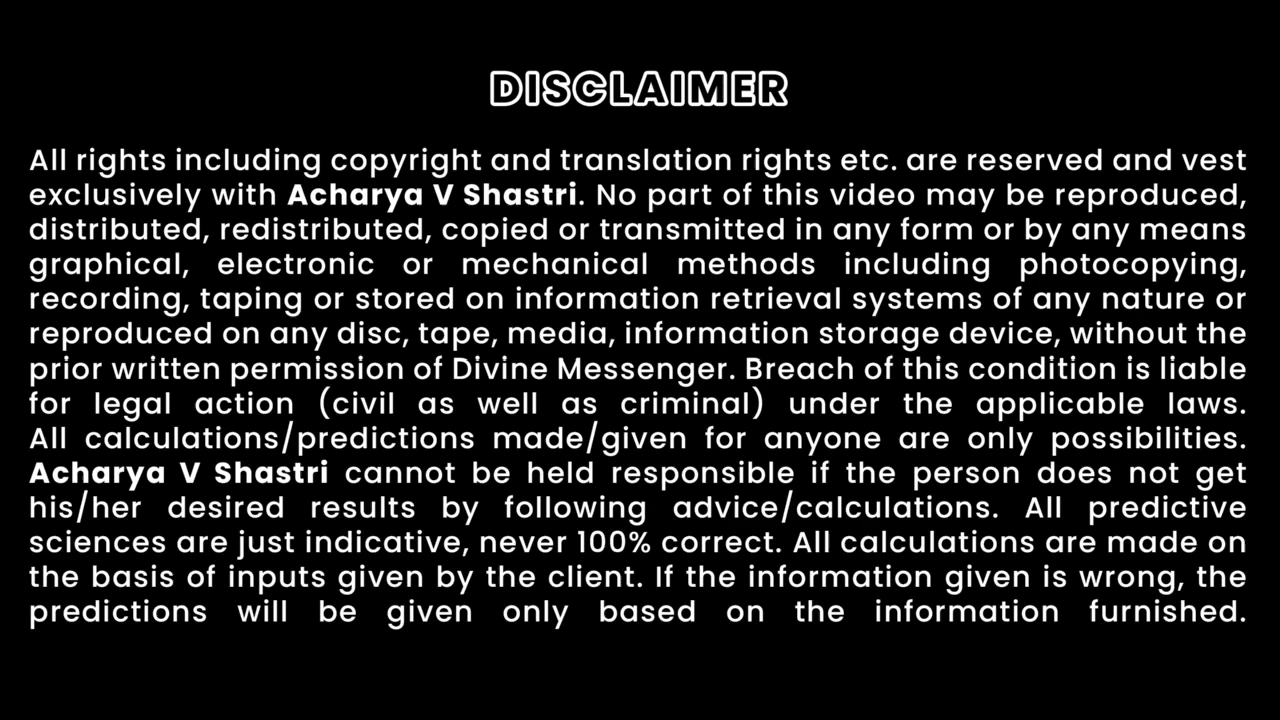 DISCLAIMER
All rights including copyright and translation rights etc. are reserved and vest
exclusively with Acharya V Shastri. No part of this video may be reproduced,
distributed, redistributed, copied or transmitted in any form or by any means
graphical, electronic or mechanical methods including photocopying,
recording, taping or stored on information retrieval systems of any nature or
reproduced on any disc, tape, media, information storage device, without the
prior written permission of Divine Messenger. Breach of this condition is liable
for legal action (civil as well as criminal) under the applicable laws.
All calculations/predictions made/given for anyone are only possibilities.
Acharya V Shastri cannot be held responsible if the person does not get
his/her desired results by following advice/calculations. All predictive
sciences are just indicative, never 100% correct. All calculations are made on
the basis of inputs given by the client. If the information given is wrong, the
predictions will be given only based on the information furnished.